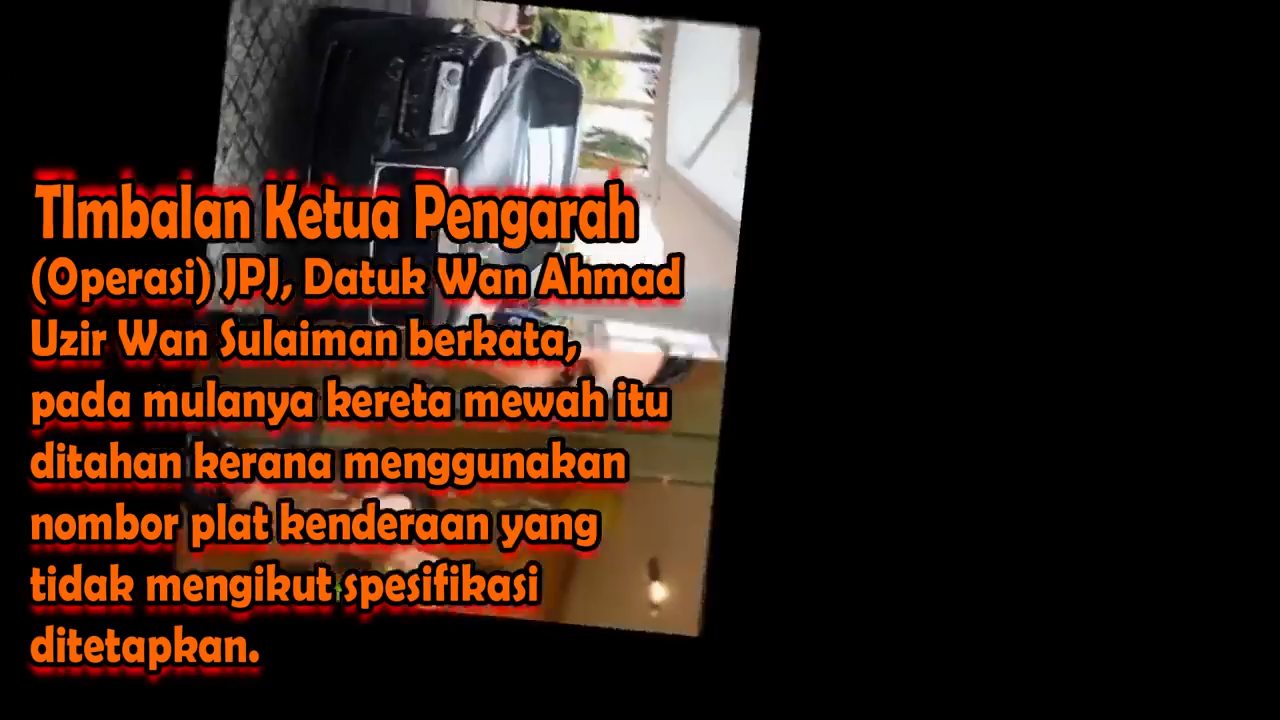 TImbalan Ketua Pengarah
(Operasi) JPJ, Datuk Wan Ahmad
Uzir Wan Sulaiman berkata,
pada mulanya kereta mewah itu
ditahan kerana menggunakan
nombor plat kenderaan yang
tidak mengikut spesifikasi
ditetapkan.